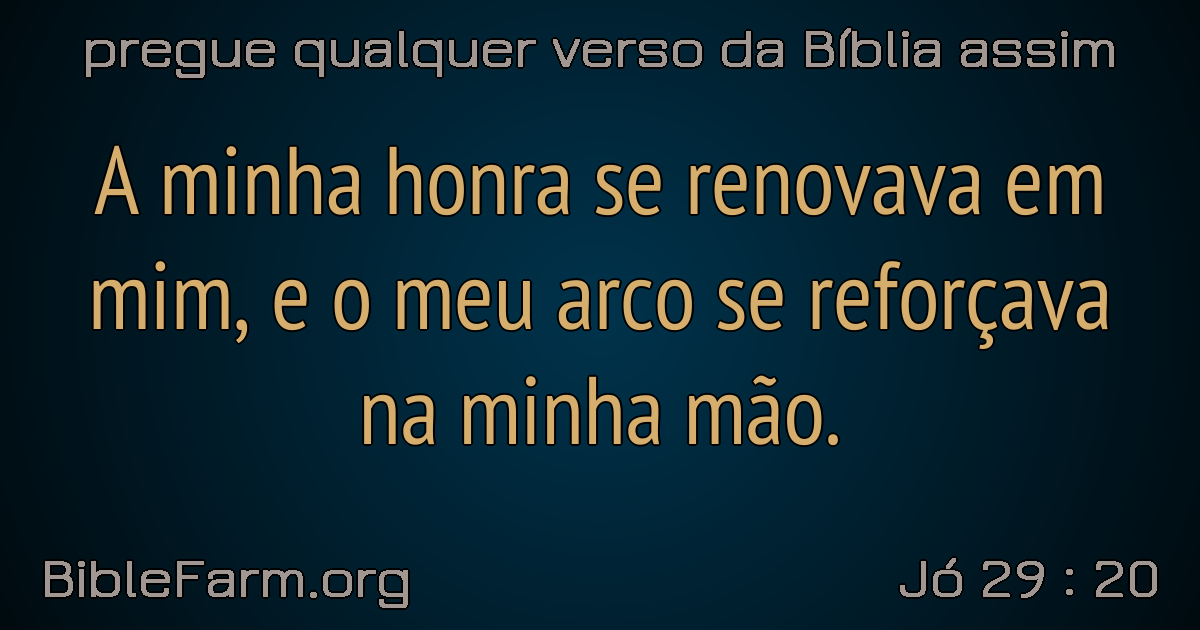 pregue qualquer verso da Bíblia assim
A minha honra se renovava em
mim, e o meu arco se reforçava
na minha mão.
BibleFarm.org
Jó 29 : 20